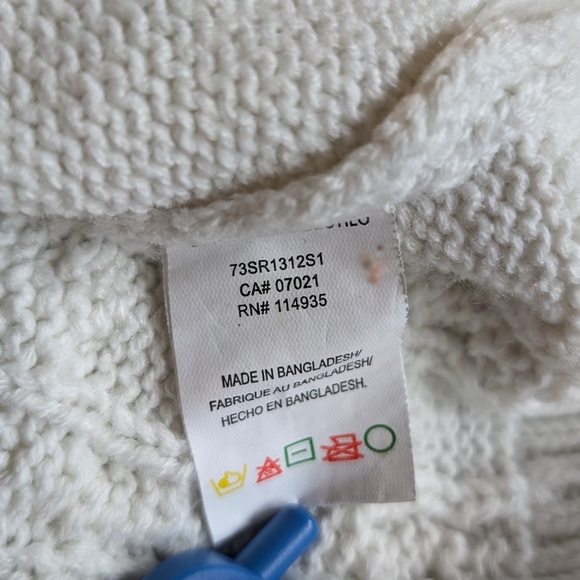 73SR1312S1
CA# 07021
RN# 114935
MADE IN BANGLADESH/
FABRIQUE AU BANGLADESH/
HECHO EN BANGLADESH.